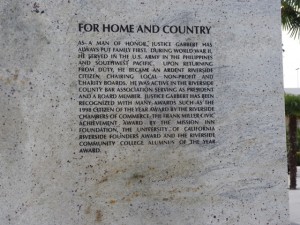 FOR HOME AND COUNTRY
AS A MAN OF HONOR, JUSTICE GABBERT HAS
ALWAYS PUT FAMILY FIRST. DURING WORLD WAR II,
HE SERVED IN THE U.S. ARMY IN THE PHILIPPINES
AND SOUTHWEST PACIFIC. UPON RETURNING
FROM DUTY, HE BECAME AN ARDENT RIVERSIDE
CITIZEN, CHAIRING LOCAL NON-PROFIT AND
CHARITY BOARDS. HE WAS ACTIVE IN THE RIVERSIDE
COUNTY BAR ASSOCIATION SERVING AS PRESIDENT
AND A BOARD MEMBER. JUSTICE GABBERT HAS BEEN
RECOGNIZED WITH MANY AWARDS SUCH AS THE
1998 CITIZEN OF THE YEAR AWARD BY THE RIVERSIDE
CHAMBERS OF COMMERCE, THE FRANK MILLER CIVIC
ACHIEVEMENT AWARD BY THE MISSION INN
FOUNDATION, THE UNIVERSITY OF CALIFORNIA
RIVERSIDE FOUNDERS AWARD AND THE RIVERSIDE
COMMUNITY COLLEGE ALUMNUS OF THE YEAR
AWARD.